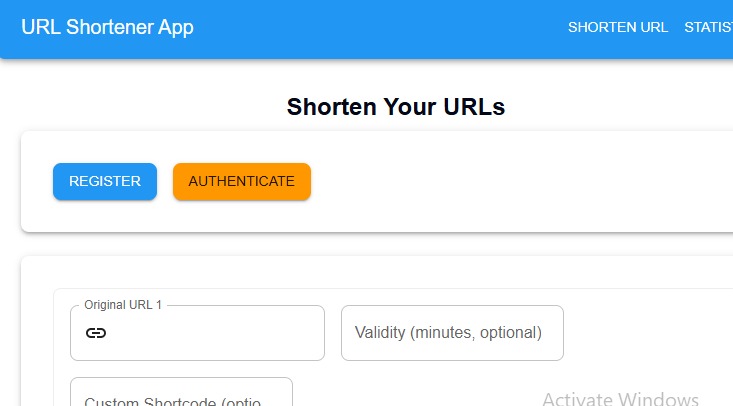 URL Shortener App SHORTEN URL STATIST
Shorten Your URLs
REGISTER AUTHENTICATE
Original URL 1
Validity (minutes, optional)
Custom Shortcode (optio
Activate Windows